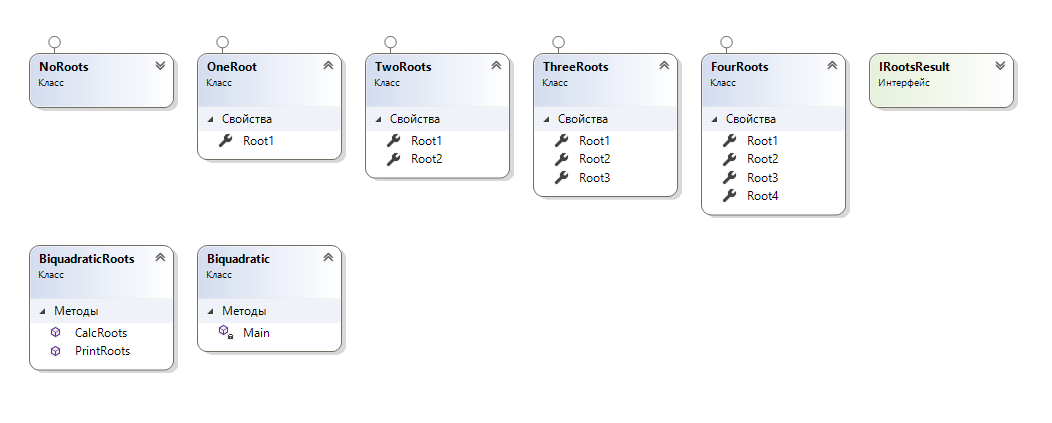 NoRoots
Класс
OneRoot
Класс
Свойства
Root1
TwoRoots
Класс
Свойства
Root1
Root2
ThreeRoots
Класс
Свойства
Root1
Root2
Root3
FourRoots
Класс
Свойства
Root1
Root2
Root3
Root4
IRootsResult
Интерфейс
BiquadraticRoots
Класс
Методы
CalcRoots
PrintRoots
Biquadratic
Класс
Методы
Main